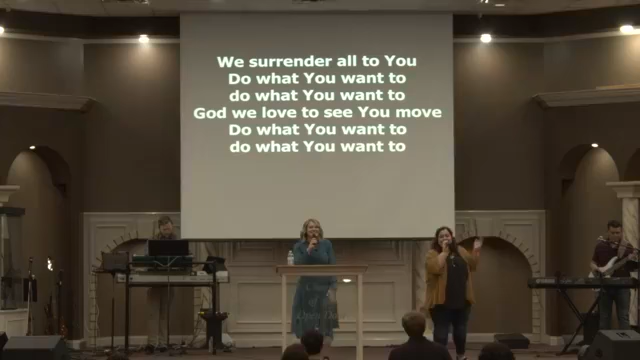 We surrender all to You
Do what You want to
do what You want to
God we love to see You move
Do what You want to
do what You want to